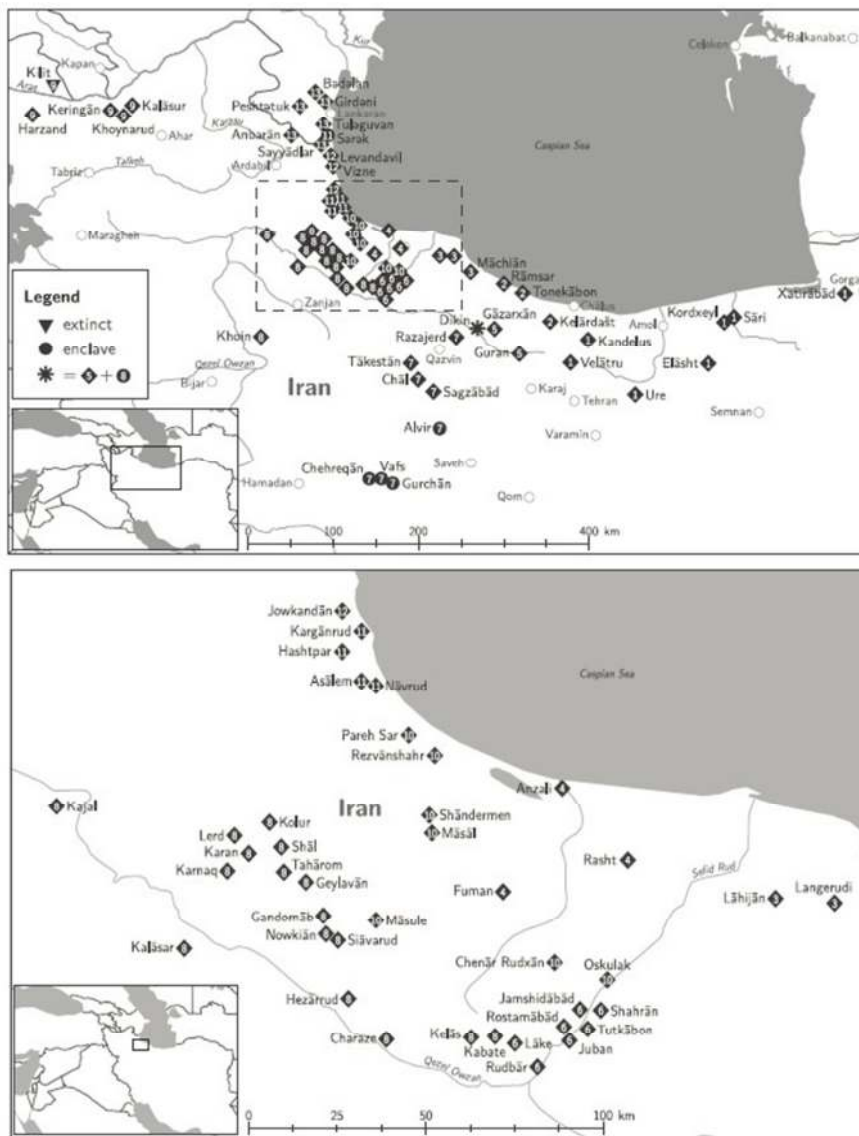 Kur
Celeken
Balkanabat
Kapan
Kilit
Aras
Badalan
Keringān
Kalāsur
Peshtatuk
Girdani
Lankaran
Harzand
Khoynarud
Ahar
Tulaguvan
Anbarān
Sarak
Caspian Sea
Sayyādlar
Levandavil
Ardabil
Vizne
Tabriz
Talkeh
Maragheh
Māchiān
Rāmsar
Tonekābon
Gorgan
Xatirābād
Legend
extinct
enclave
= 5 + 8
Zanjan
Khoin
Dikin
Gāzarxān
Razajerd
Kelārdašt
Chālus
Kandelus
Amol
Kordxeyl
Sāri
Qezel Owzan
Qazvin
Guran
Velātru
Elāsht
Tākestān
Bijar
Iran
Chāl
Sagzābād
Karaj
Tehran
Ure
Semnan
Alvir
Varamin
Chehreqān
Vafs
Saveh
Hamadan
Gurchān
Qom
0 100 200 400 km
Jowkandān
Kargānrud
Hashtpar
Caspian Sea
Asālem
Nāvrud
Pareh Sar
Rezvānshahr
Anzali
Kajal
Iran
Shāndermen
Kolur
Lerd
Māsāl
Karan
Shāl
Rasht
Sefid Rud
Karnaq
Tahārom
Geylavān
Fuman
Lāhijān
Langerudi
Gandomāb
Māsule
Nowkiān
Siāvarud
Kalāsar
Chenār Rudxān
Oskulak
Hezārrud
Jamshidābād
Shahrān
Rostamābād
Charaze
Kelās
Tutkābon
Kabate
Lāke
Juban
Qezel Owzan
Rudbār
0 25 50 100 km